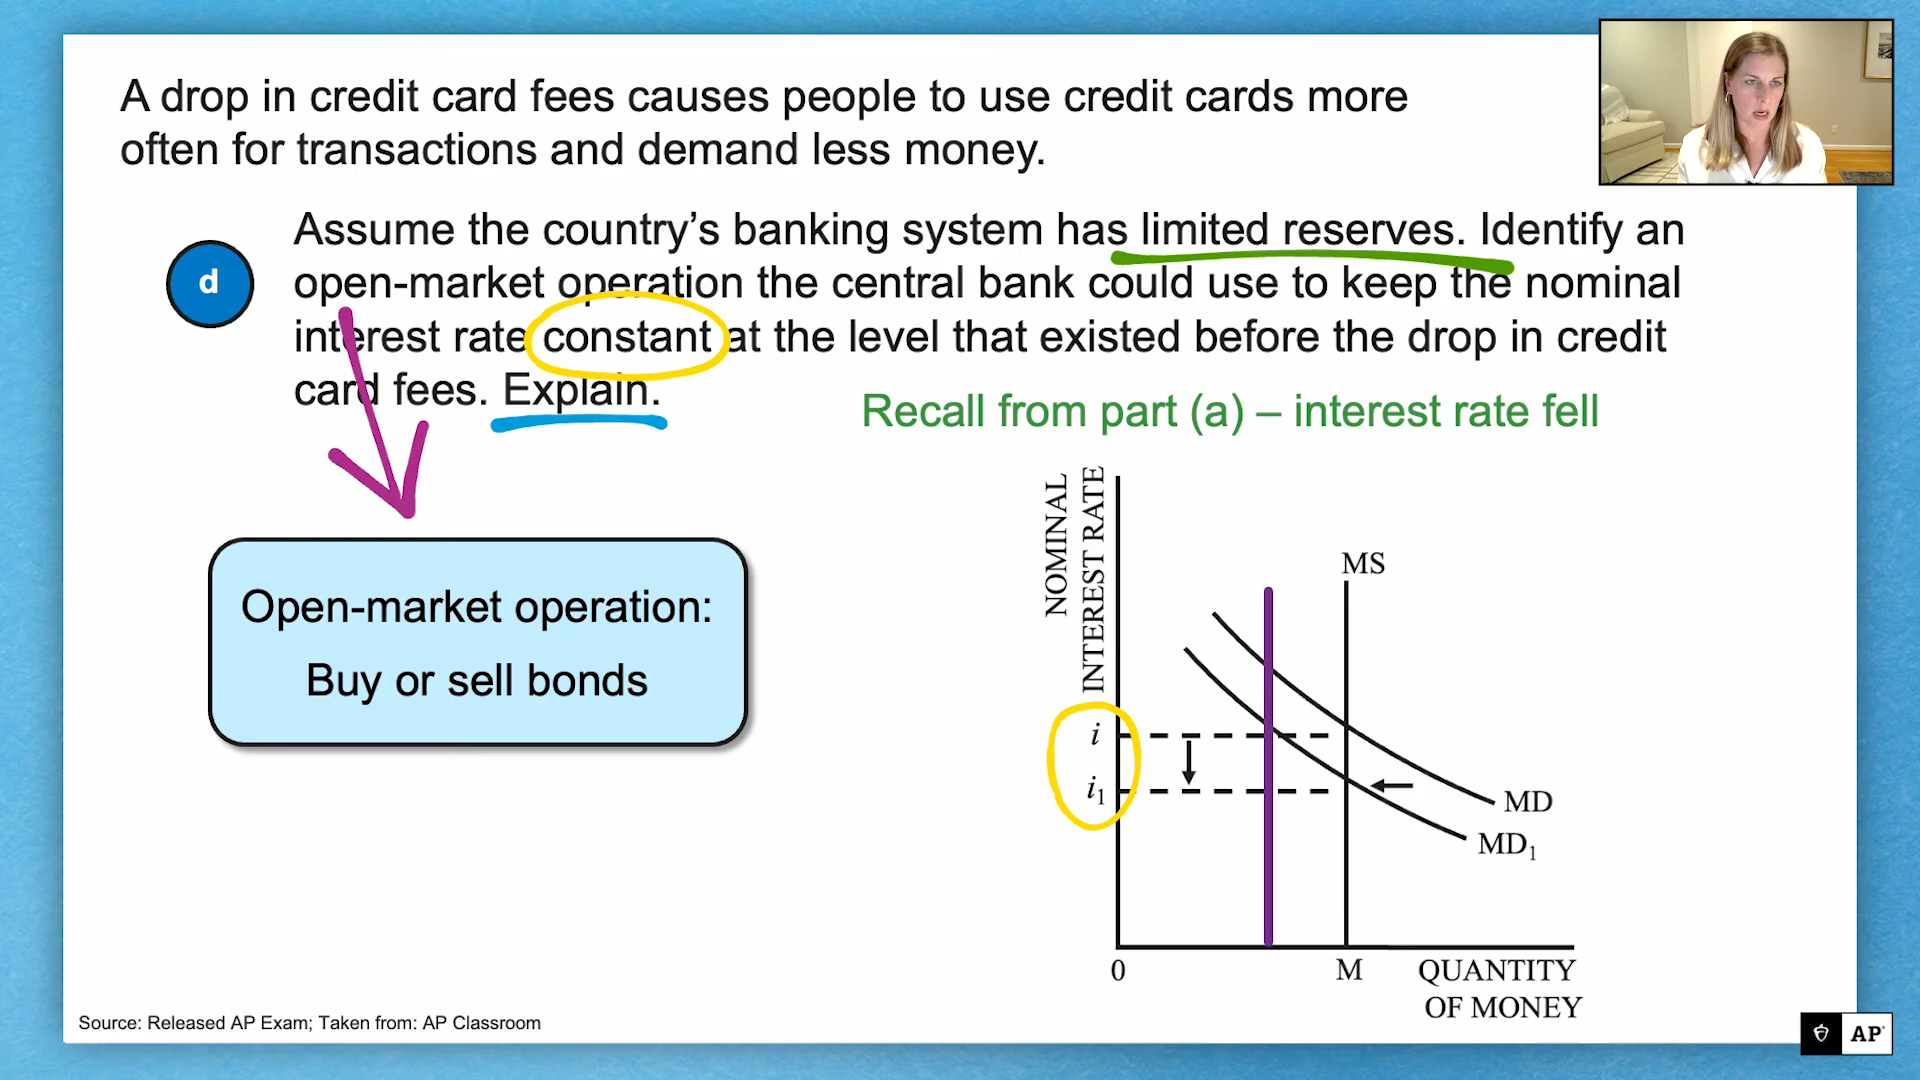 A drop in credit card fees causes people to use credit cards more
often for transactions and demand less money.
d
Assume the country's banking system has limited reserves. Identify an
open-market operation the central bank could use to keep the nominal
interest rate constant at the level that existed before the drop in credit
card fees. Explain.
Recall from part (a) – interest rate fell
Open-market operation:
Buy or sell bonds
NOMINAL
INTEREST RATE
MS
i
i₁
MD
MD₁
0
M
QUANTITY
OF MONEY
Source: Released AP Exam; Taken from: AP Classroom
AP